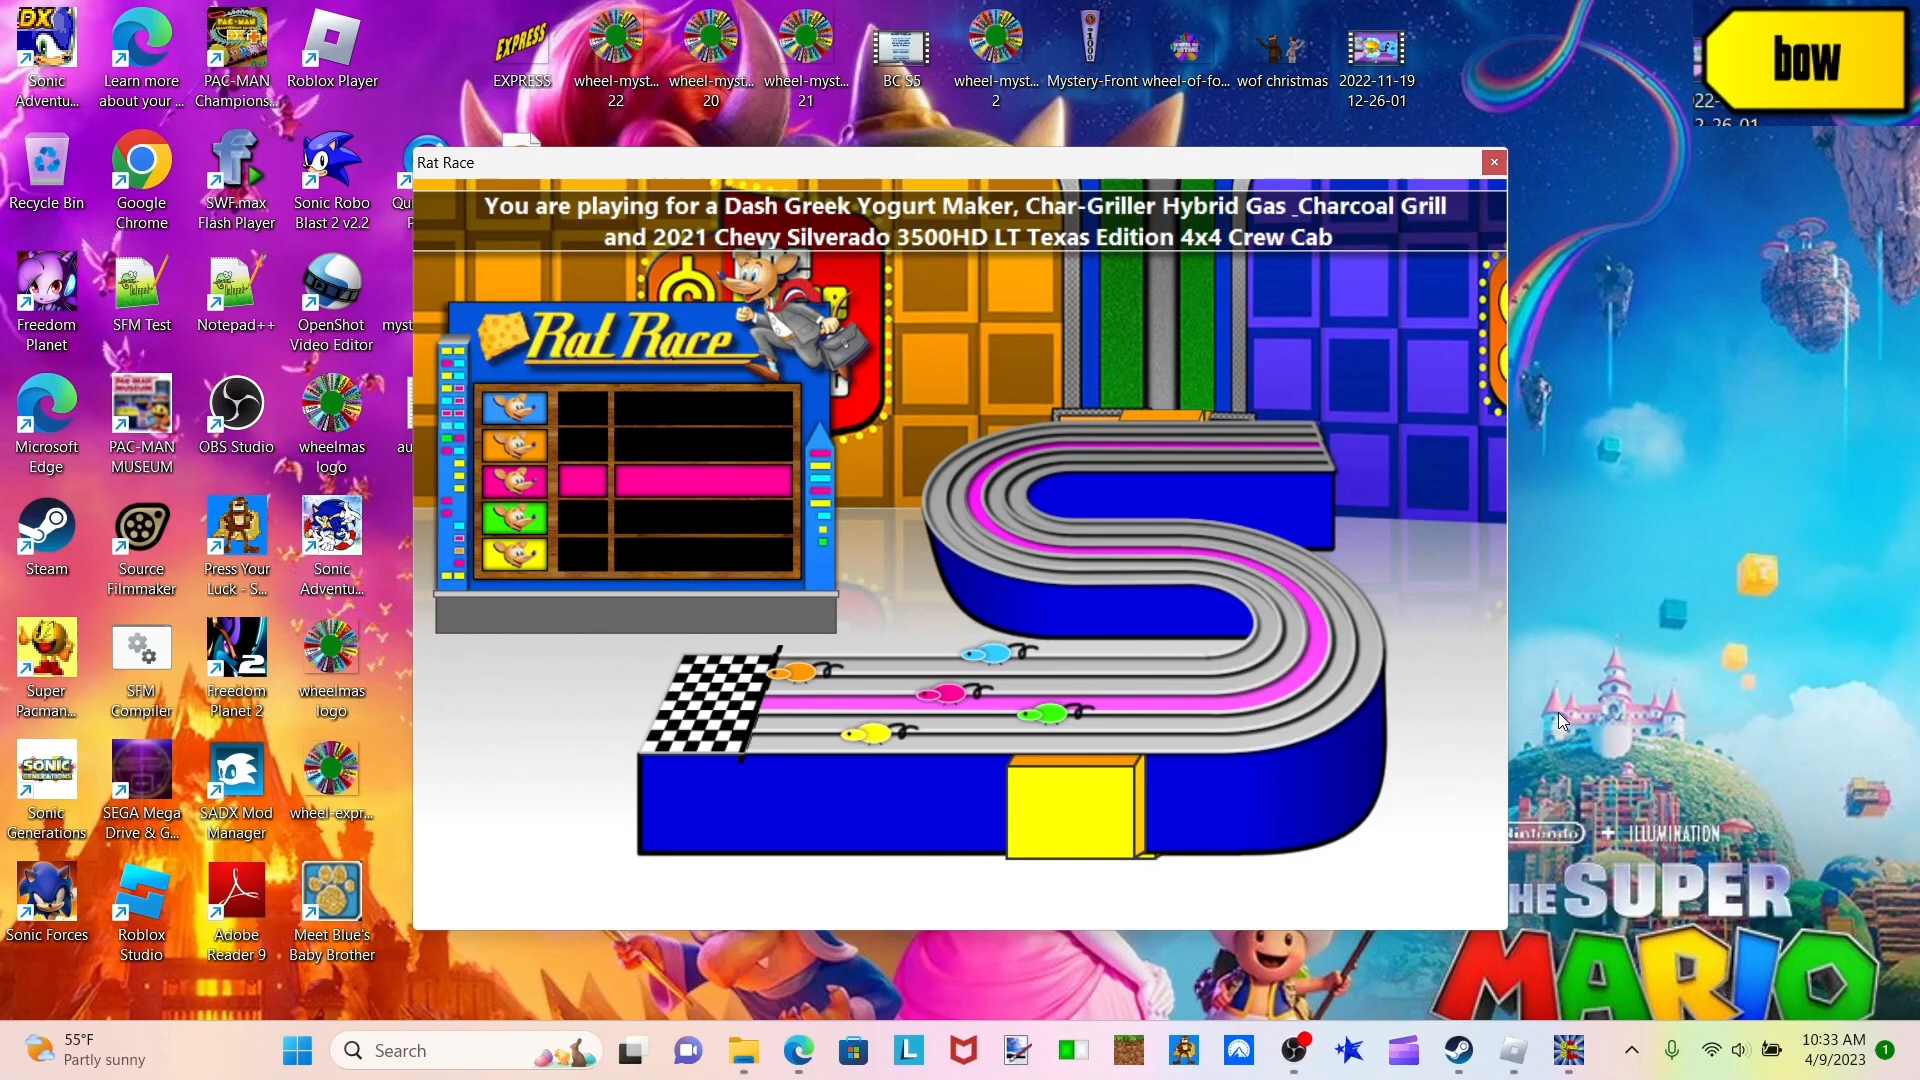 EXPRESS
bow
Sonic
Adventu...
Learn more
about your ...
PAC-MAN
Champions...
Roblox Player
EXPRESS
wheel-myst...
22
wheel-myst...
20
wheel-myst...
21
BC S5
wheel-myst...
2
Mystery-Front
wheel-of-fo...
wof christmas
2022-11-19
12-26-01
Recycle Bin
Google
Chrome
SWF.max
Flash Player
Sonic Robo
Blast 2 v2.2
Rat Race
You are playing for a Dash Greek Yogurt Maker, Char-Griller Hybrid Gas _Charcoal Grill
and 2021 Chevy Silverado 3500HD LT Texas Edition 4x4 Crew Cab
Rat Race
Freedom
Planet
SFM Test
Notepad++
OpenShot
Video Editor
myst
Microsoft
Edge
PAC-MAN
MUSEUM
OBS Studio
wheelmas
logo
au
Steam
Source
Filmmaker
Press Your
Luck - S...
Sonic
Adventu...
Super
Pacman...
SFM
Compiler
Freedom
Planet 2
wheelmas
logo
Sonic
Generations
SEGA Mega
Drive & G...
SADX Mod
Manager
wheel-expr...
Sonic Forces
Roblox
Studio
Adobe
Reader 9
Meet Blue's
Baby Brother
Nintendo + ILLUMINATION
THE SUPER
MARIO
55°F
Partly sunny
Search
10:33 AM
4/9/2023
1